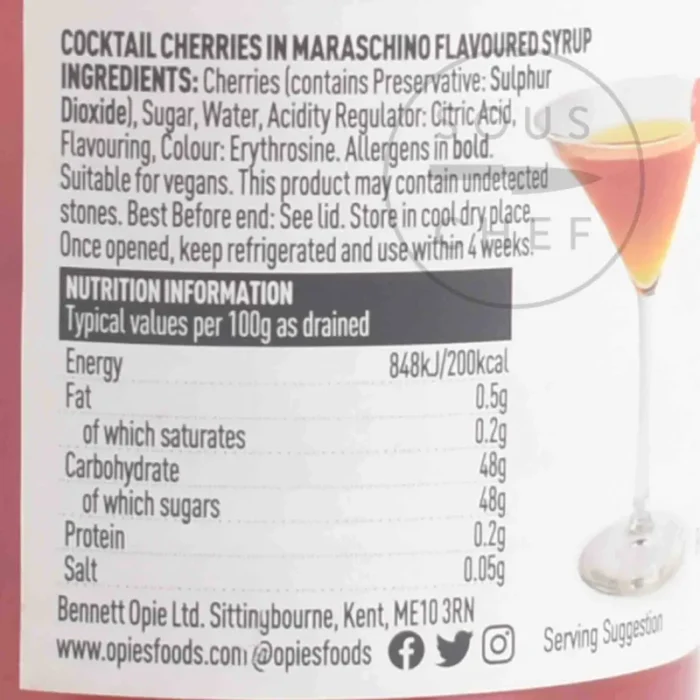 COCKTAIL CHERRIES IN MARASCHINO FLAVOURED SYRUP
INGREDIENTS: Cherries (contains Preservative: Sulphur
Dioxide), Sugar, Water, Acidity Regulator: Citric Acid,
Flavouring, Colour: Erythrosine. Allergens in bold.
Suitable for vegans. This product may contain undetected
stones. Best Before end: See lid. Store in cool dry place.
Once opened, keep refrigerated and use within 4 weeks.
SOUS
CHEF
NUTRITION INFORMATION
Typical values per 100g as drained
Energy 848kJ/200kcal
Fat 0.5g
of which saturates 0.2g
Carbohydrate 48g
of which sugars 48g
Protein 0.2g
Salt 0.05g
Bennett Opie Ltd. Sittinybourne, Kent, ME10 3RN
www.opiesfoods.com @opiesfoods
Serving Suggestion